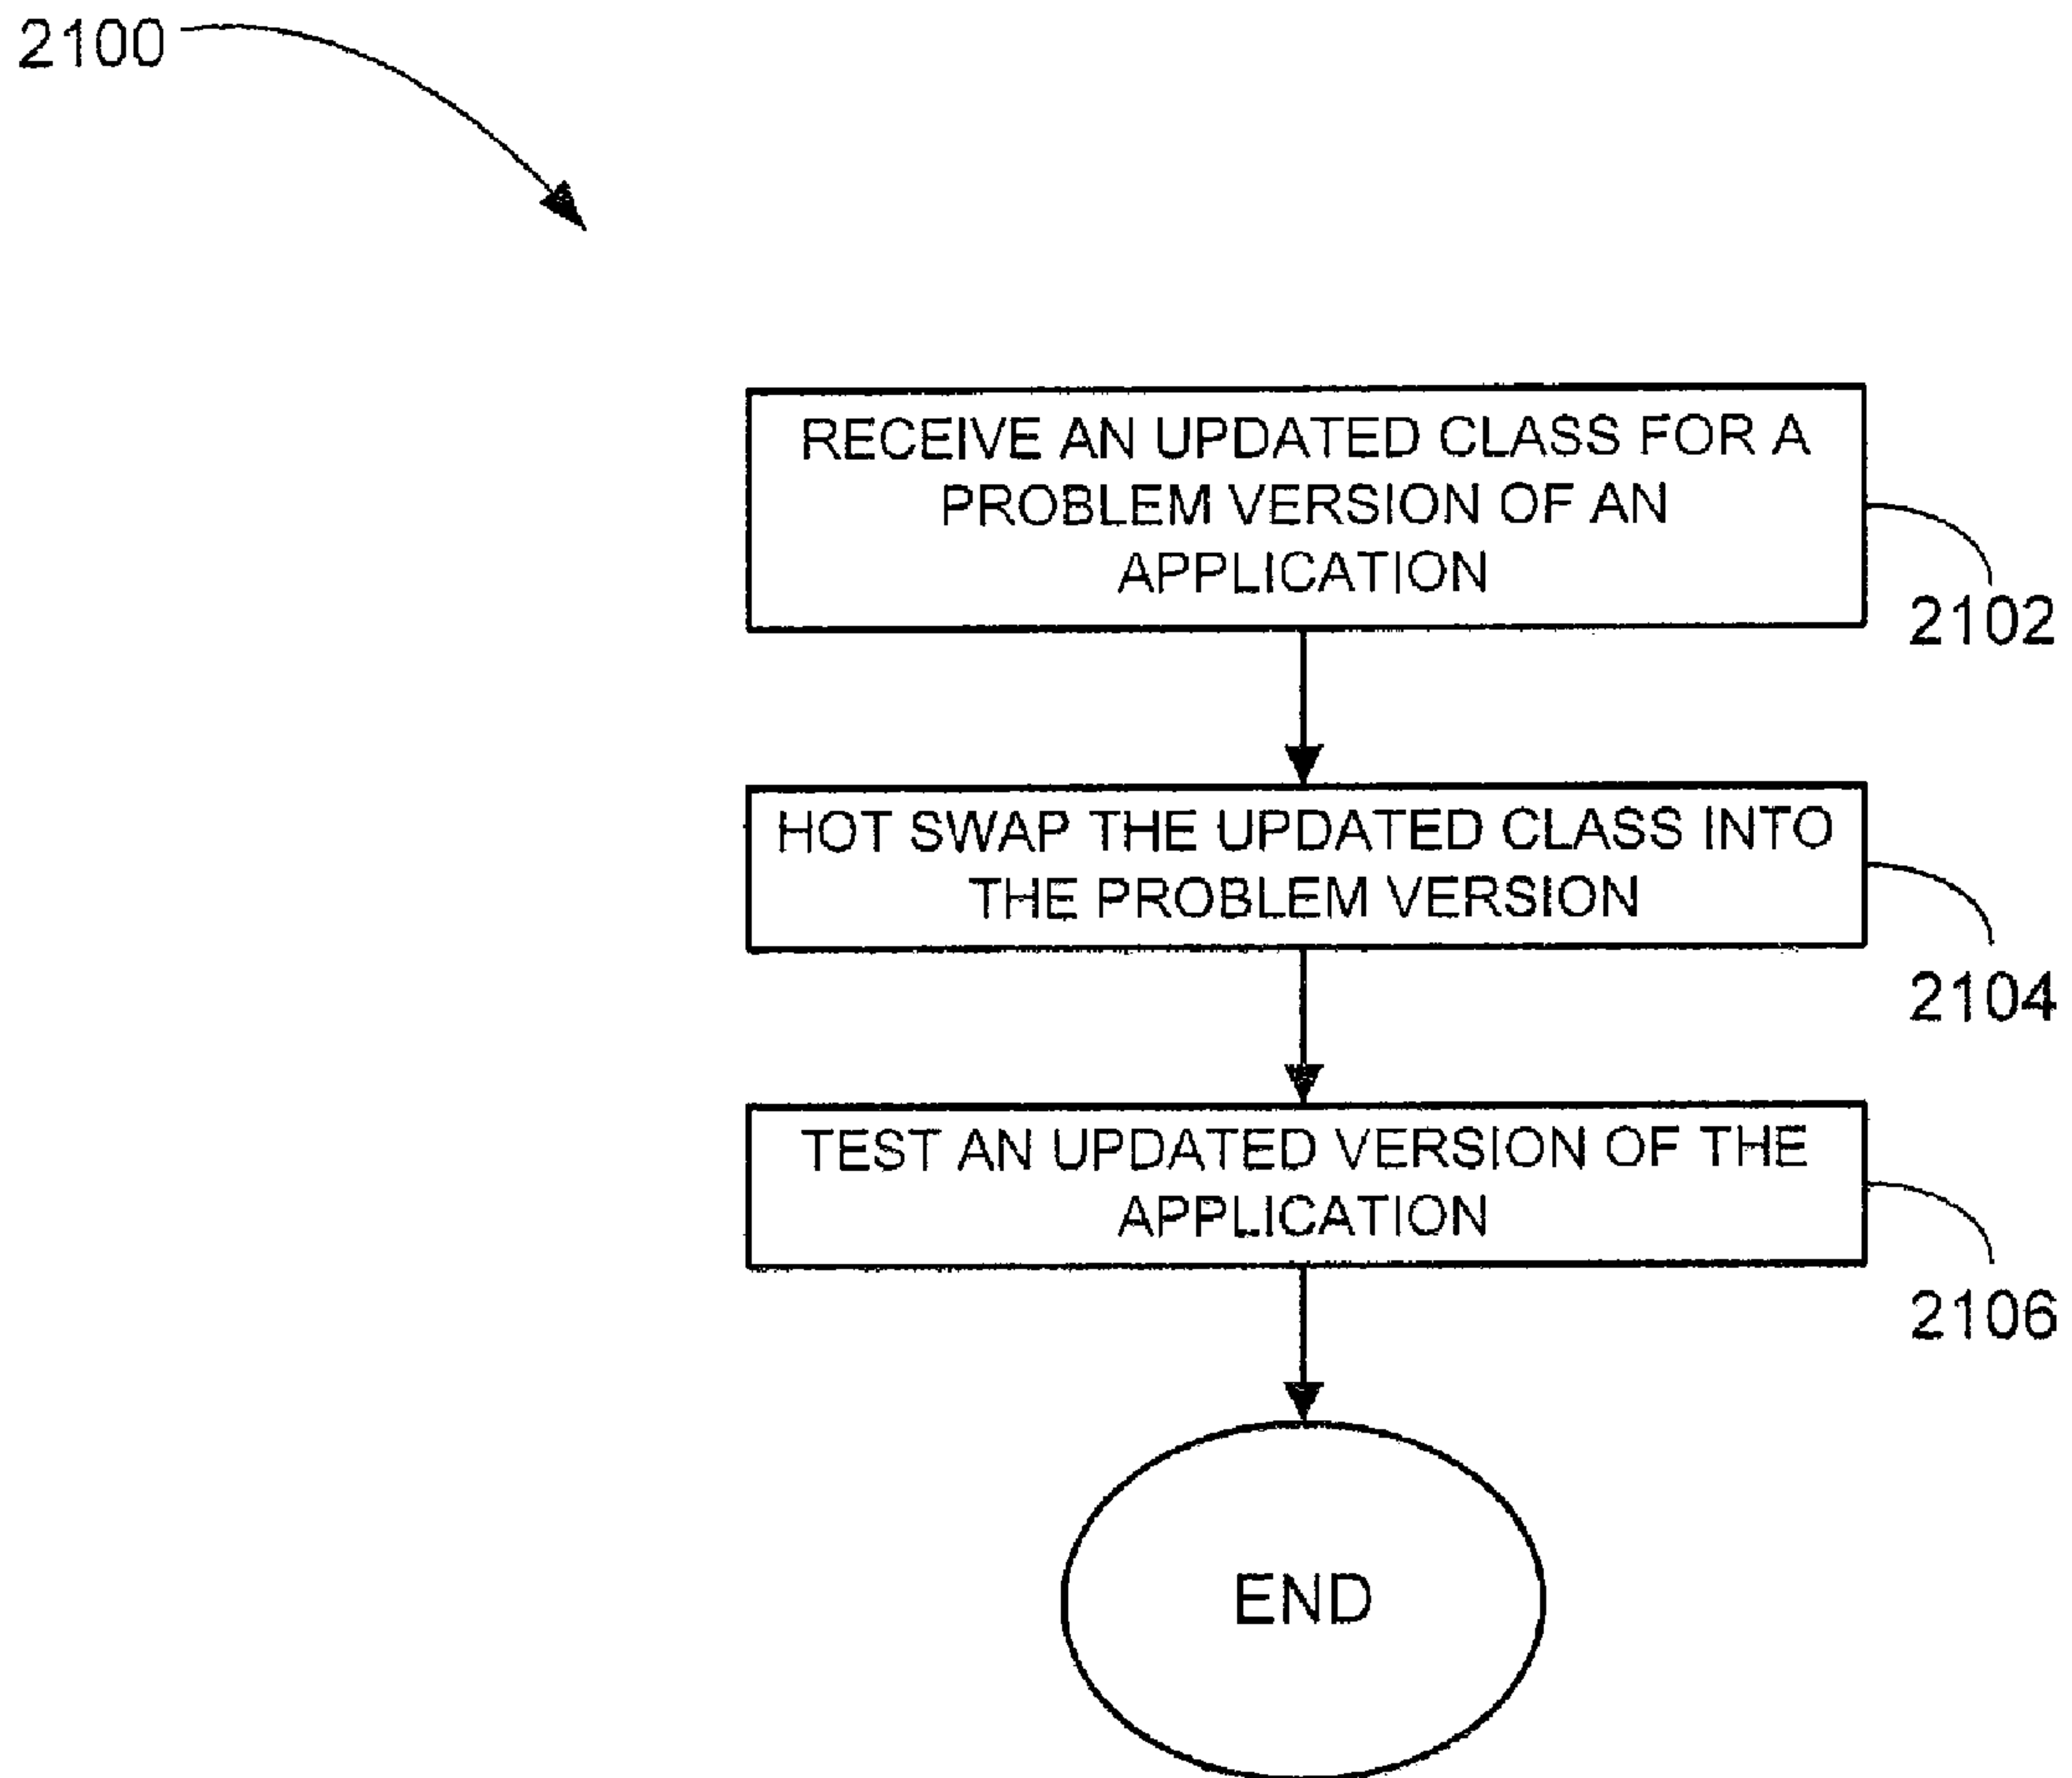 2100
RECEIVE AN UPDATED CLASS FOR A
PROBLEM VERSION OF AN
APPLICATION
2102
HOT SWAP THE UPDATED CLASS INTO
THE PROBLEM VERSION
2104
TEST AN UPDATED VERSION OF THE
APPLICATION
2106
END